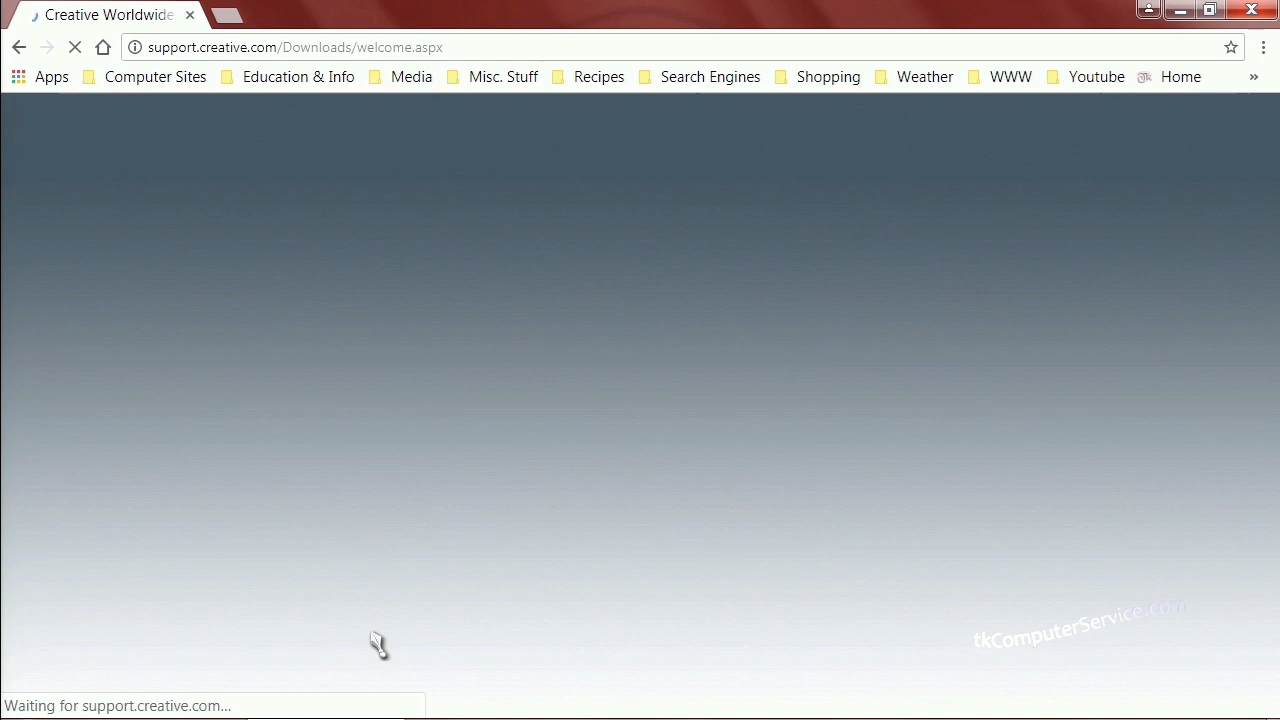 Creative Worldwide
support.creative.com/Downloads/welcome.aspx
Apps Computer Sites Education & Info Media Misc. Stuff Recipes Search Engines Shopping Weather WWW Youtube Home »
tkComputerService.com
Waiting for support.creative.com...